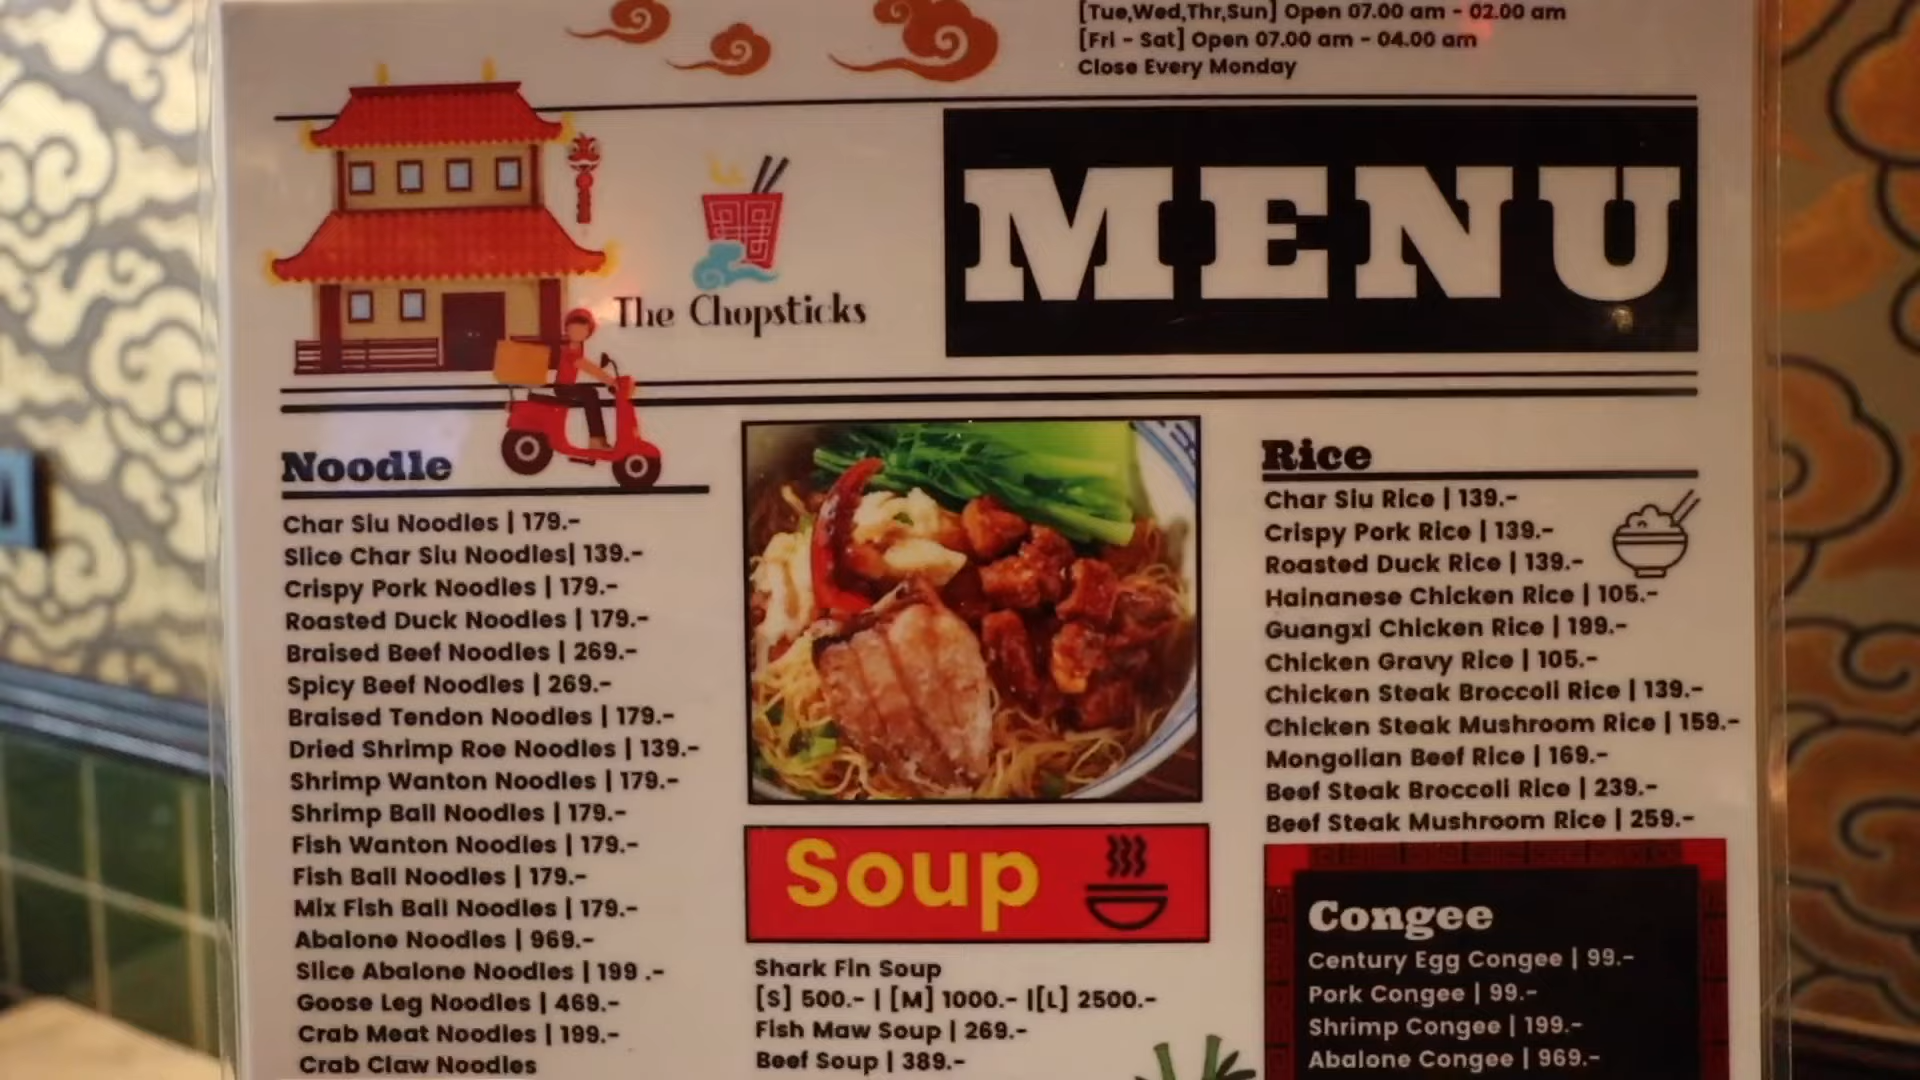 [Tue,Wed,Thr,Sun] Open 07.00 am - 02.00 am
[Fri - Sat] Open 07.00 am - 04.00 am
Close Every Monday
The Chopsticks
MENU
Noodle
Char Siu Noodles | 179.-
Slice Char Siu Noodles| 139.-
Crispy Pork Noodles | 179.-
Roasted Duck Noodles | 179.-
Braised Beef Noodles | 269.-
Spicy Beef Noodles | 269.-
Braised Tendon Noodles | 179.-
Dried Shrimp Roe Noodles | 139.-
Shrimp Wanton Noodles | 179.-
Shrimp Ball Noodles | 179.-
Fish Wanton Noodles | 179.-
Fish Ball Noodles | 179.-
Mix Fish Ball Noodles | 179.-
Abalone Noodles | 969.-
Slice Abalone Noodles | 199 .-
Goose Leg Noodles | 469.-
Crab Meat Noodles | 199.-
Crab Claw Noodles
Soup
Shark Fin Soup
[S] 500.- | [M] 1000.- |[L] 2500.-
Fish Maw Soup | 269.-
Beef Soup | 389.-
Rice
Char Siu Rice | 139.-
Crispy Pork Rice | 139.-
Roasted Duck Rice | 139.-
Hainanese Chicken Rice | 105.-
Guangxi Chicken Rice | 199.-
Chicken Gravy Rice | 105.-
Chicken Steak Broccoli Rice | 139.-
Chicken Steak Mushroom Rice | 159.-
Mongolian Beef Rice | 169.-
Beef Steak Broccoli Rice | 239.-
Beef Steak Mushroom Rice | 259.-
Congee
Century Egg Congee | 99.-
Pork Congee | 99.-
Shrimp Congee | 199.-
Abalone Congee | 969.-